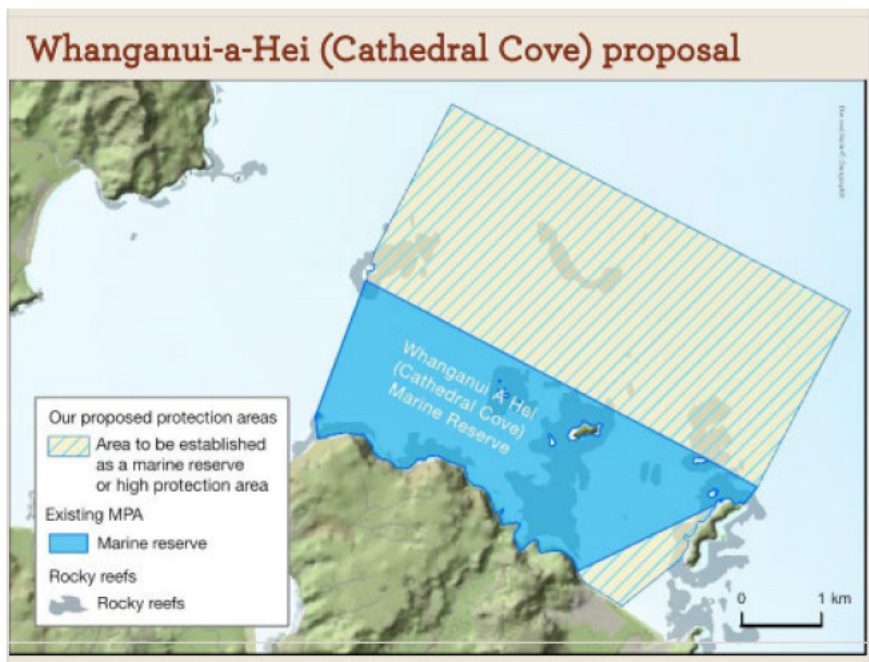 Whanganui-a-Hei (Cathedral Cove) proposal
Whanganui A Hei
(Cathedral Cove)
Marine Reserve
Our proposed protection areas
Area to be established
as a marine reserve
or high protection area
Existing MPA
Marine reserve
Rocky reefs
Rocky reefs
0 1 km